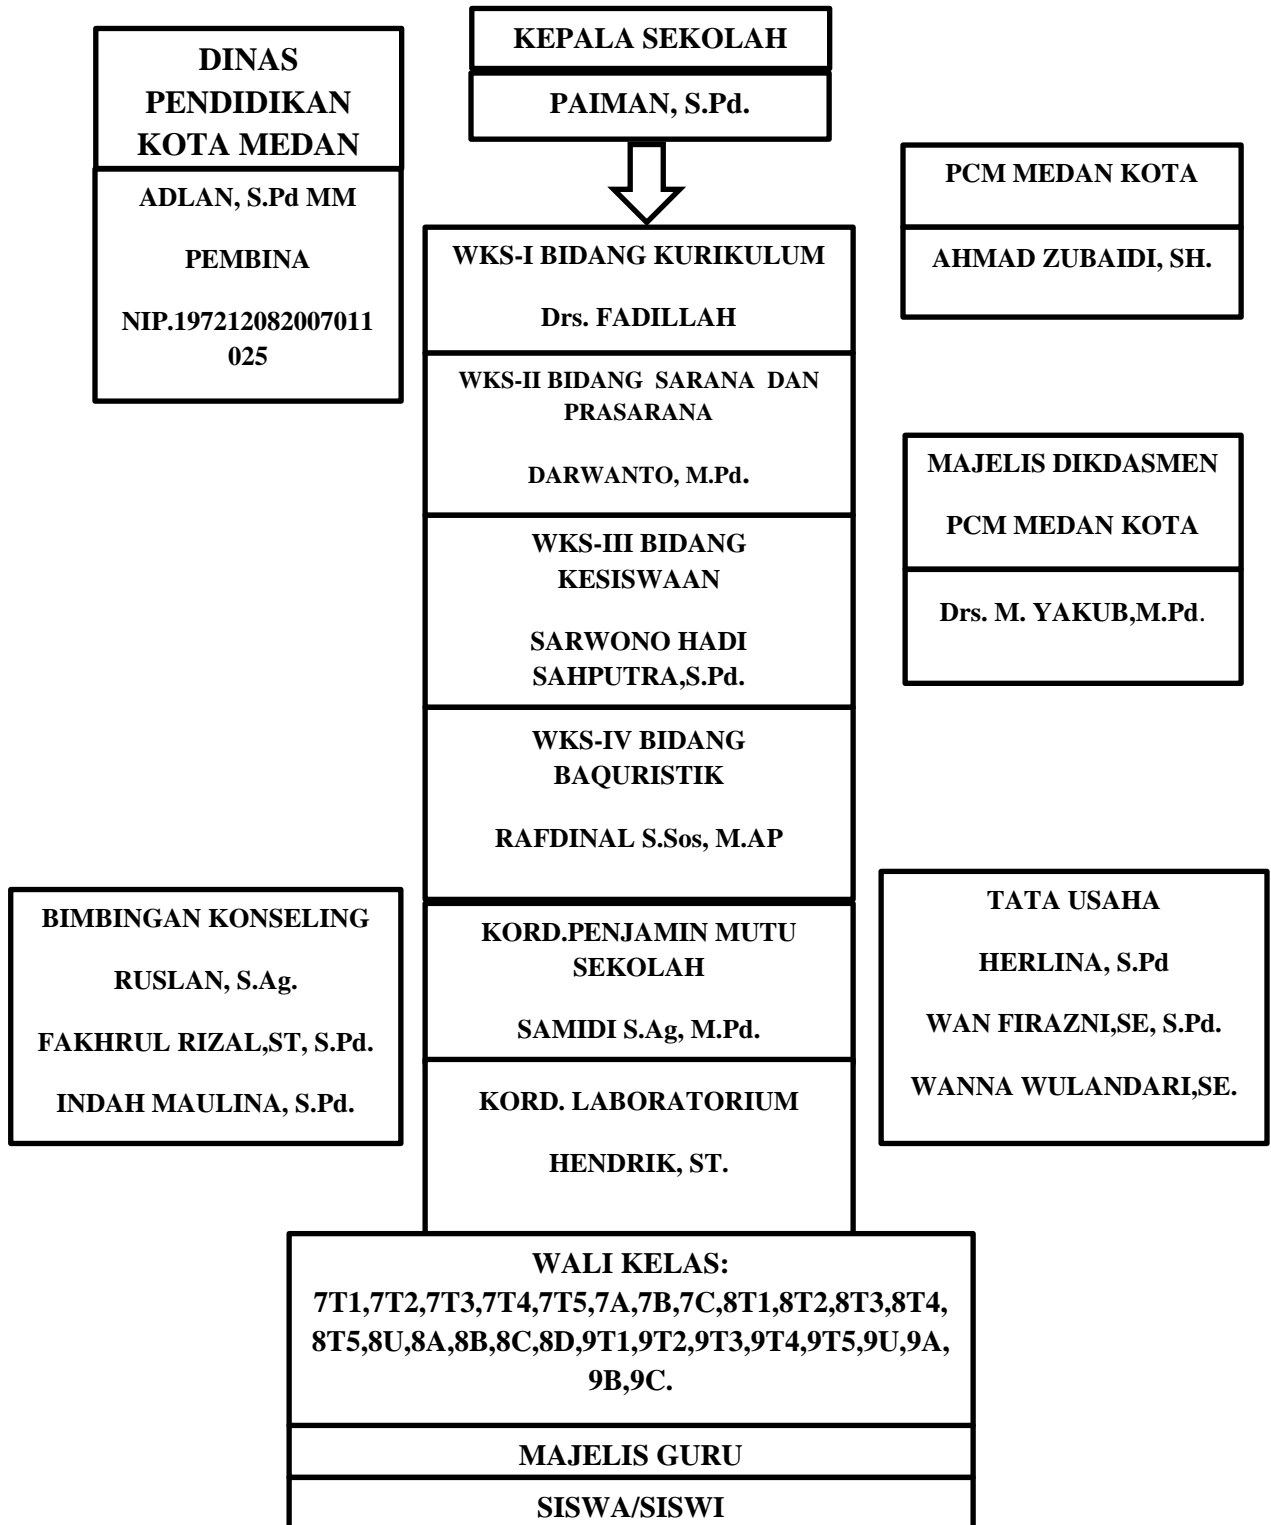 KEPALA SEKOLAH
PAIMAN, S.Pd.
DINAS
PENDIDIKAN
KOTA MEDAN
ADLAN, S.Pd MM
PEMBINA
NIP.197212082007011
025
PCM MEDAN KOTA
AHMAD ZUBAIDI, SH.
WKS-I BIDANG KURIKULUM
Drs. FADILLAH
WKS-II BIDANG SARANA DAN
PRASARANA
DARWANTO, M.Pd.
MAJELIS DIKDASMEN
PCM MEDAN KOTA
Drs. M. YAKUB,M.Pd.
WKS-III BIDANG
KESISWAAN
SARWONO HADI
SAHPUTRA,S.Pd.
WKS-IV BIDANG
BAQURISTIK
RAFDINAL S.Sos, M.AP
BIMBINGAN KONSELING
RUSLAN, S.Ag.
FAKHRUL RIZAL,ST, S.Pd.
INDAH MAULINA, S.Pd.
KORD.PENJAMIN MUTU
SEKOLAH
SAMIDI S.Ag, M.Pd.
KORD. LABORATORIUM
HENDRIK, ST.
TATA USAHA
HERLINA, S.Pd
WAN FIRAZNI,SE, S.Pd.
WANNA WULANDARI,SE.
WALI KELAS:
7T1,7T2,7T3,7T4,7T5,7A,7B,7C,8T1,8T2,8T3,8T4,
8T5,8U,8A,8B,8C,8D,9T1,9T2,9T3,9T4,9T5,9U,9A,
9B,9C.
MAJELIS GURU
SISWA/SISWI